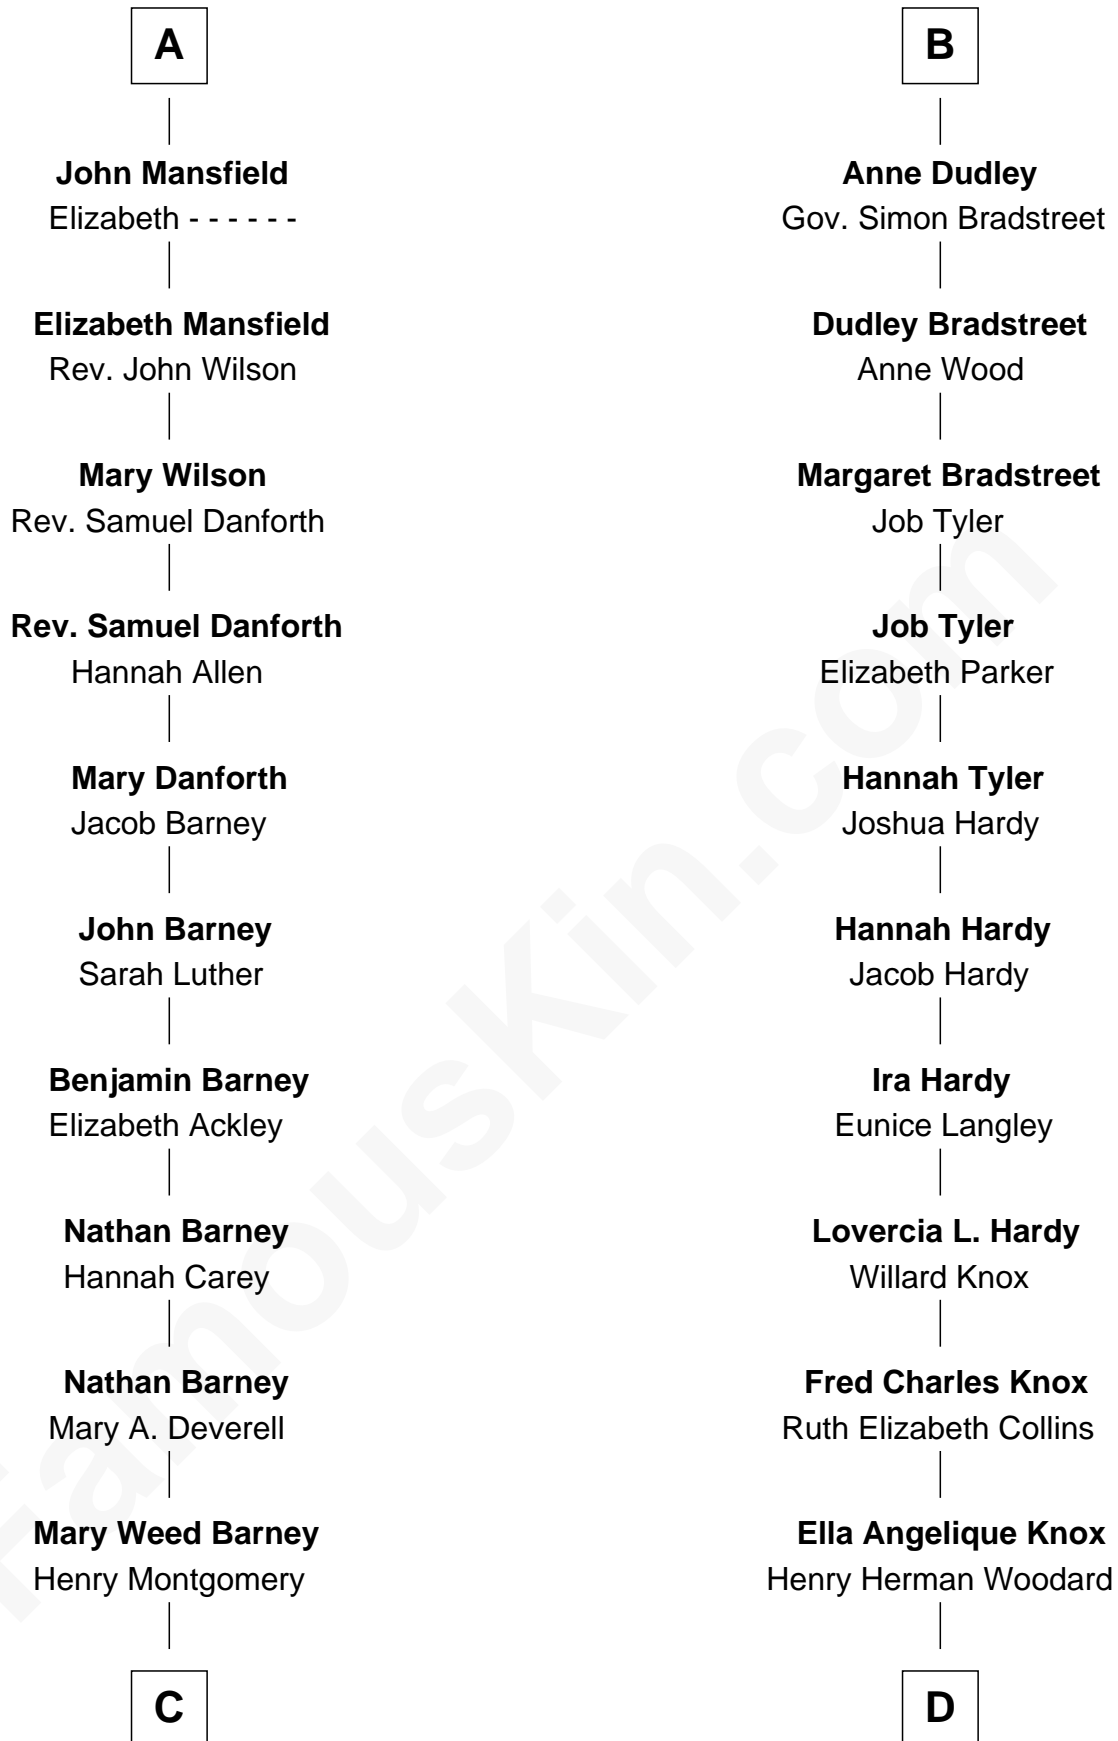 A
John Mansfield
Elizabeth - - - - - -
Elizabeth Mansfield
Rev. John Wilson
Mary Wilson
Rev. Samuel Danforth
Rev. Samuel Danforth
Hannah Allen
Mary Danforth
Jacob Barney
John Barney
Sarah Luther
Benjamin Barney
Elizabeth Ackley
Nathan Barney
Hannah Carey
Nathan Barney
Mary A. Deverell
Mary Weed Barney
Henry Montgomery
C
B
Anne Dudley
Gov. Simon Bradstreet
Dudley Bradstreet
Anne Wood
Margaret Bradstreet
Job Tyler
Job Tyler
Elizabeth Parker
Hannah Tyler
Joshua Hardy
Hannah Hardy
Jacob Hardy
Ira Hardy
Eunice Langley
Lovercia L. Hardy
Willard Knox
Fred Charles Knox
Ruth Elizabeth Collins
Ella Angelique Knox
Henry Herman Woodard
D
FamousKin.com